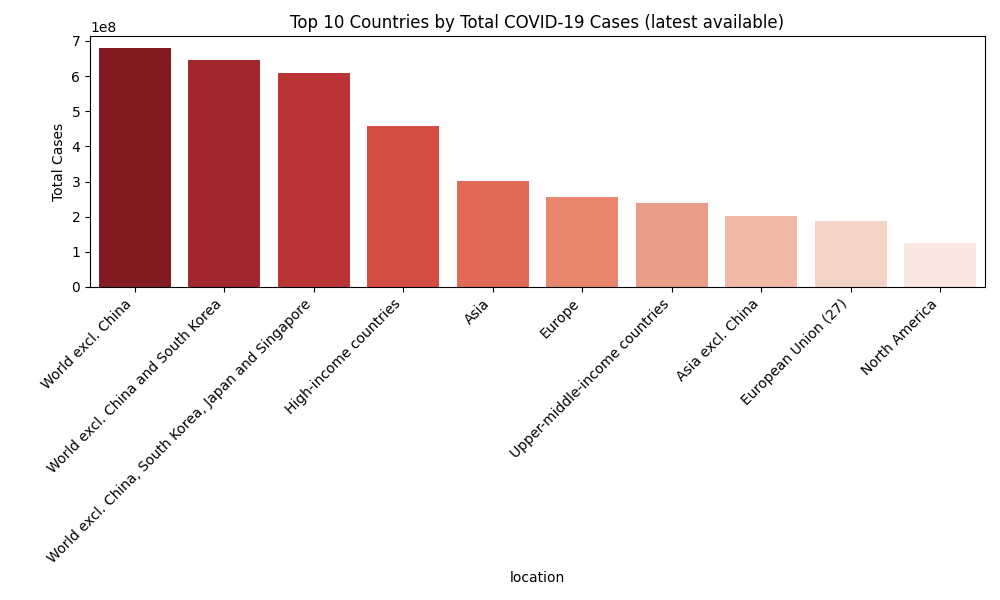 Top 10 Countries by Total COVID-19 Cases (latest available)
1e8
7
6
5
4
3
2
1
0
Total Cases
World excl. China
World excl. China and South Korea
World excl. China, South Korea, Japan and Singapore
High-income countries
Asia
Europe
Upper-middle-income countries
Asia excl. China
European Union (27)
North America
location